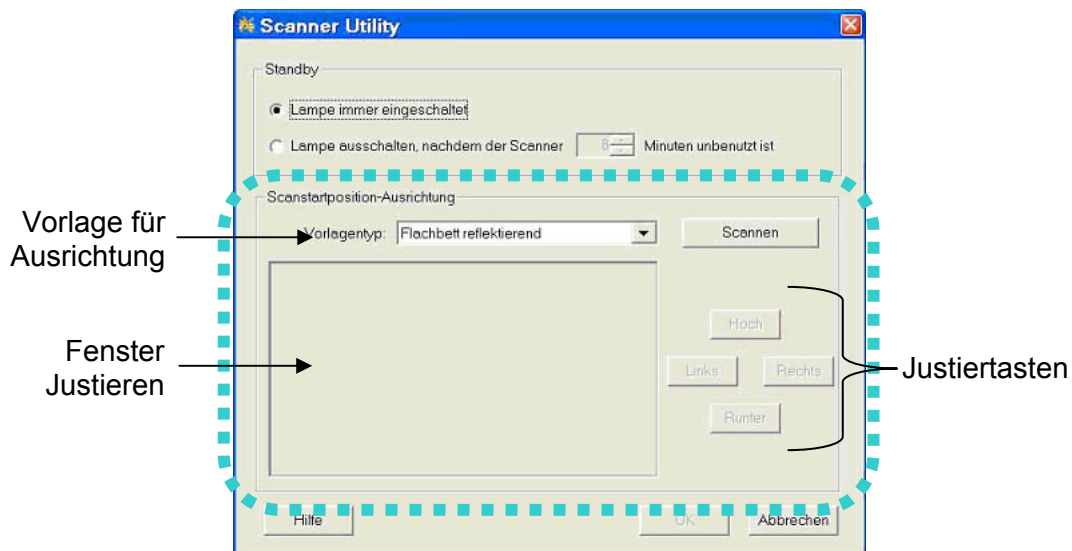 Scanner Utility
Standby
Lampe immer eingeschaltet
Lampe ausschalten, nachdem der Scanner 8 Minuten unbenutzt ist
Scanstartposition-Ausrichtung
Vorlage für
Ausrichtung
Vorlagentyp: Flachbett reflektierend
Scannen
Fenster
Justieren
Hoch
Links
Rechts
Runter
Justiertasten
Hilfe
OK
Abbrechen